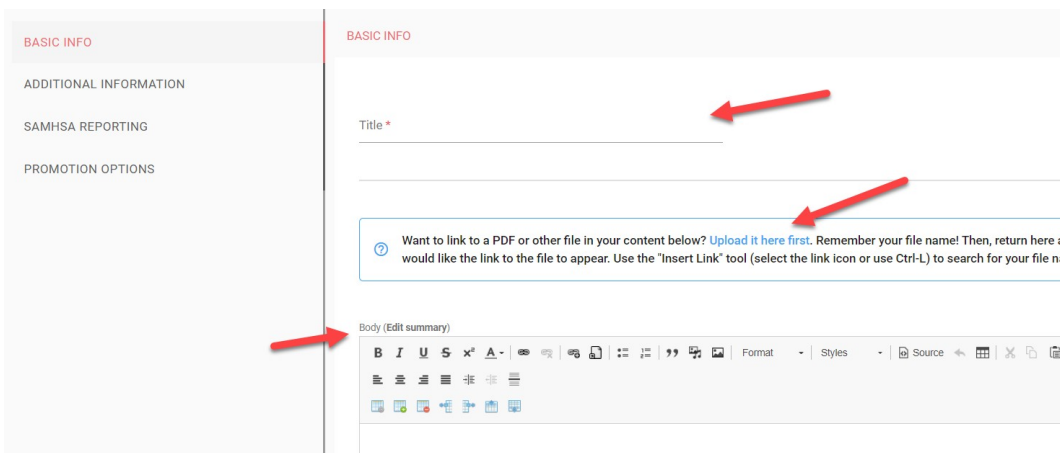 BASIC INFO
ADDITIONAL INFORMATION
SAMHSA REPORTING
PROMOTION OPTIONS
BASIC INFO
Title *
Want to link to a PDF or other file in your content below? Upload it here first. Remember your file name! Then, return here
would like the link to the file to appear. Use the "Insert Link" tool (select the link icon or use Ctrl-L) to search for your file
Body (Edit summary)
B I U S x² A Format Styles Source